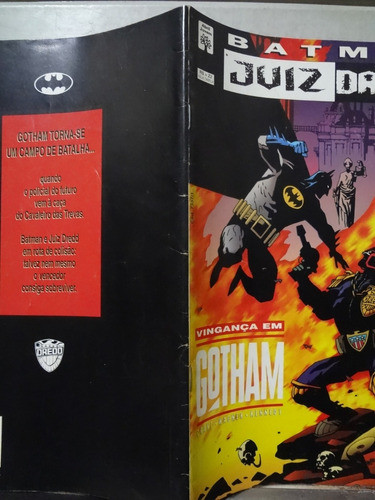 GOTHAM TORNA-SE
UM CAMPO DE BATALHA...
quando
o policial do futuro
vem à caça
do Cavaleiro das Trevas.
Batman e Juiz Dredd
em rota de colisão:
talvez nem mesmo
o vencedor
consiga sobreviver.
DREDD
BATM
JUIZ DR
VINGANÇA EM
GOTHAM